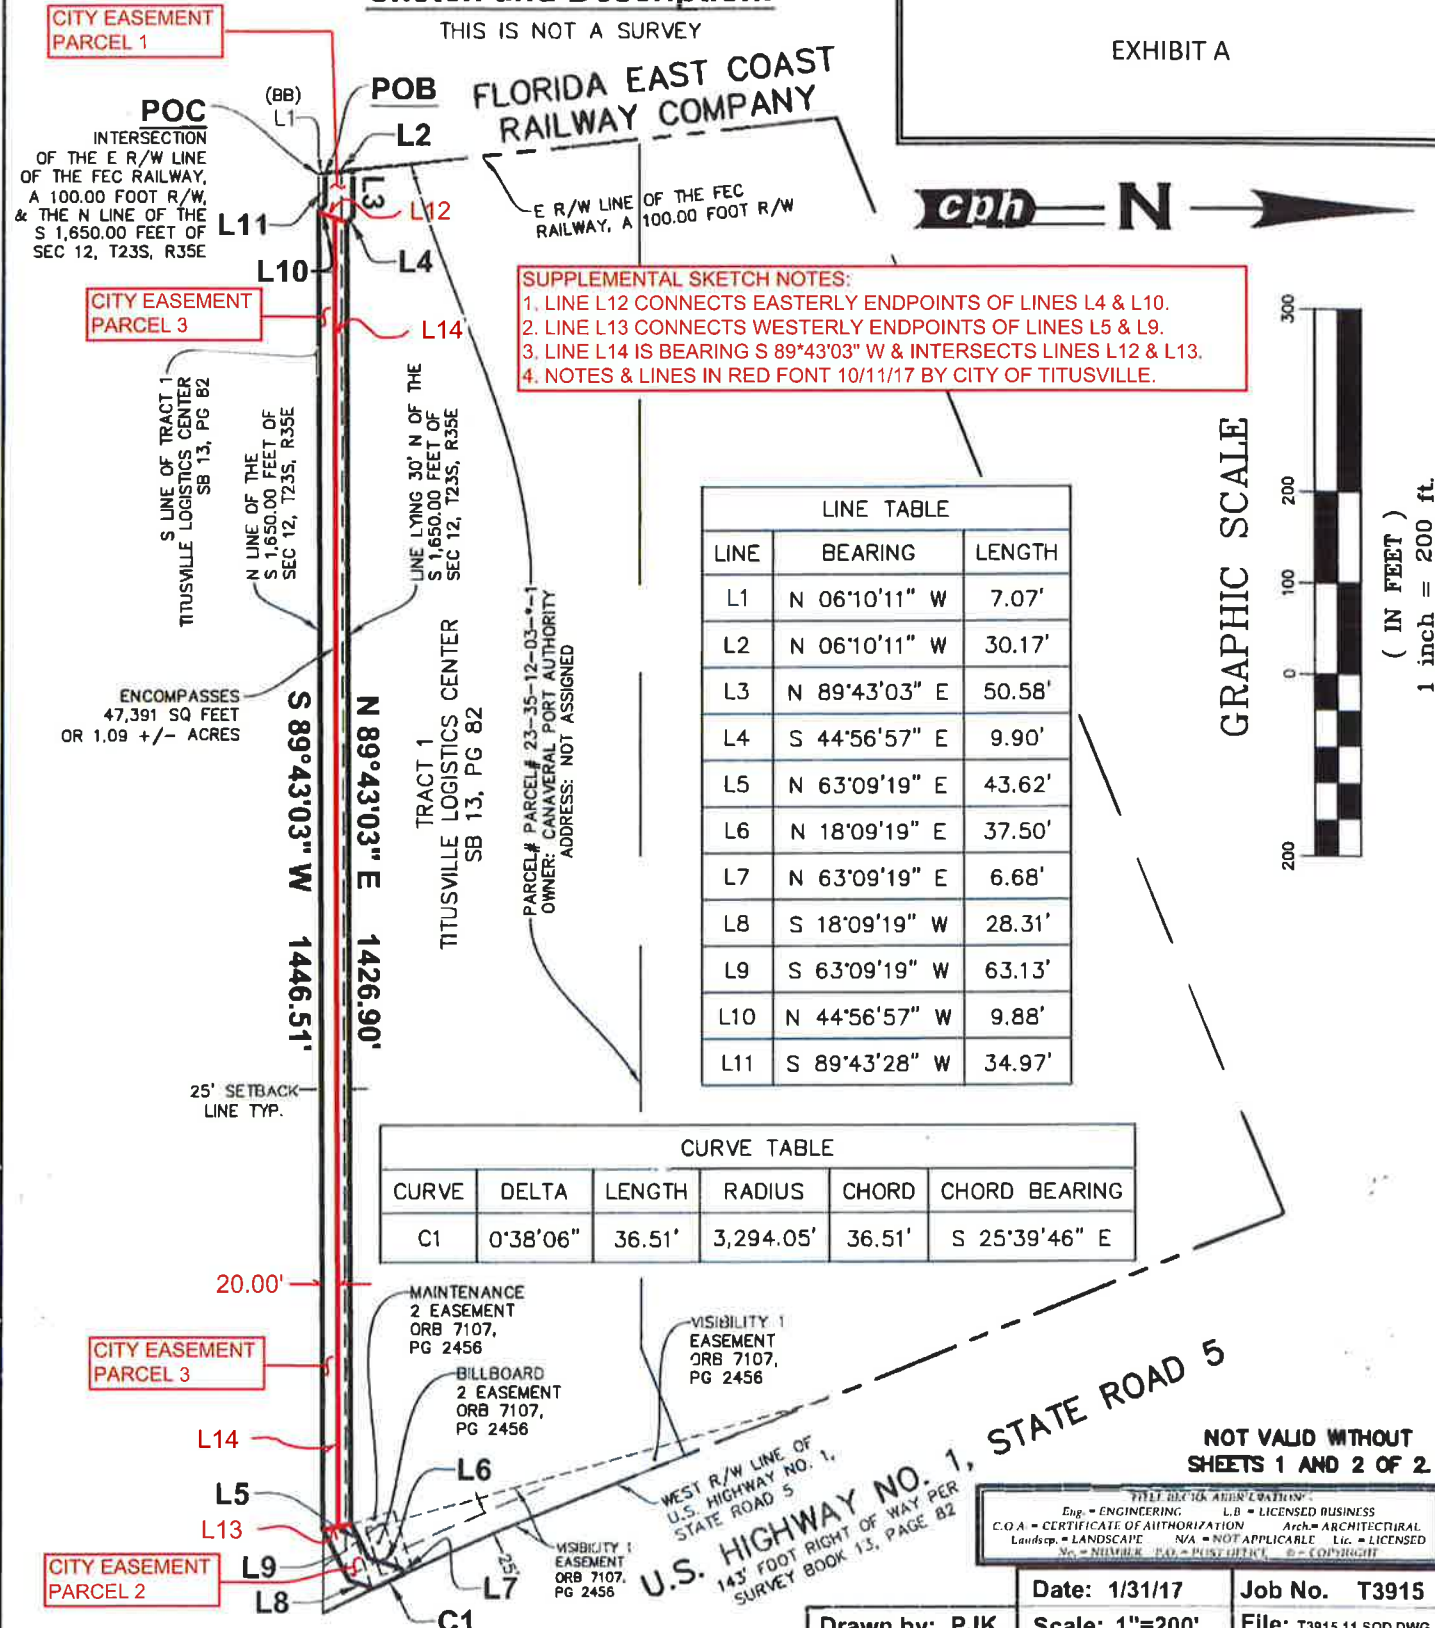 CITY EASEMENT
PARCEL 1
THIS IS NOT A SURVEY
EXHIBIT A
POC
INTERSECTION
OF THE E R/W LINE
OF THE FEC RAILWAY,
A 100.00 FOOT R/W,
& THE N LINE OF THE
S 1,650.00 FEET OF
SEC 12, T23S, R35E
(BB)
L1
POB
L2
FLORIDA EAST COAST
RAILWAY COMPANY
L3
L12
L11
L10
L4
E R/W LINE OF THE FEC
RAILWAY, A 100.00 FOOT R/W
cph
N
CITY EASEMENT
PARCEL 3
L14
SUPPLEMENTAL SKETCH NOTES:
1. LINE L12 CONNECTS EASTERLY ENDPOINTS OF LINES L4 & L10.
2. LINE L13 CONNECTS WESTERLY ENDPOINTS OF LINES L5 & L9.
3. LINE L14 IS BEARING S 89*43'03" W & INTERSECTS LINES L12 & L13.
4. NOTES & LINES IN RED FONT 10/11/17 BY CITY OF TITUSVILLE.
S LINE OF TRACT 1
TITUSVILLE LOGISTICS CENTER
SB 13, PG 82
N LINE OF THE
S 1,650.00 FEET OF
SEC 12, T23S, R35E
LINE LYING 30' N OF THE
S 1,650.00 FEET OF
SEC 12, T23S, R35E
ENCOMPASSES
47,391 SQ FEET
OR 1.09 +/- ACRES
S 89°43'03" W 1446.51'
N 89°43'03" E 1426.90'
TRACT 1
TITUSVILLE LOGISTICS CENTER
SB 13, PG 82
PARCEL# PARCEL# 23-35-12-03-*-1
OWNER: CANAVERAL PORT AUTHORITY
ADDRESS: NOT ASSIGNED
LINE TABLE
LINE BEARING LENGTH
L1 N 06°10'11" W 7.07'
L2 N 06°10'11" W 30.17'
L3 N 89°43'03" E 50.58'
L4 S 44°56'57" E 9.90'
L5 N 63°09'19" E 43.62'
L6 N 18°09'19" E 37.50'
L7 N 63°09'19" E 6.68'
L8 S 18°09'19" W 28.31'
L9 S 63°09'19" W 63.13'
L10 N 44°56'57" W 9.88'
L11 S 89°43'28" W 34.97'
GRAPHIC SCALE
300
200
100
0
200
( IN FEET )
1 inch = 200 ft.
25' SETBACK
LINE TYP.
CURVE TABLE
CURVE DELTA LENGTH RADIUS CHORD CHORD BEARING
C1 0°38'06" 36.51' 3,294.05' 36.51' S 25°39'46" E
20.00'
MAINTENANCE
2 EASEMENT
ORB 7107,
PG 2456
BILLBOARD
2 EASEMENT
ORB 7107,
PG 2456
VISIBILITY 1
EASEMENT
ORB 7107,
PG 2456
CITY EASEMENT
PARCEL 3
L14
L6
L5
L13
L9
CITY EASEMENT
PARCEL 2
L8
C1
L7
25'
VISIBILITY 1
EASEMENT
ORB 7107.
PG 2456
WEST R/W LINE OF
U.S. HIGHWAY NO. 1,
STATE ROAD 5
U.S. HIGHWAY NO. 1, STATE ROAD 5
143' FOOT RIGHT OF WAY PER
SURVEY BOOK 13, PAGE 82
NOT VALID WITHOUT
SHEETS 1 AND 2 OF 2.
Eng. = ENGINEERING L.B = LICENSED BUSINESS
C.O.A. = CERTIFICATE OF AUTHORIZATION Arch.= ARCHITECTURAL
Landscp. = LANDSCAPE N/A = NOT APPLICABLE Lic. = LICENSED
No. = NUMBER P.O. = POST OFFICE © = COPYRIGHT
Date: 1/31/17
Job No. T3915
Drawn by: PJK
Scale: 1"=200'
File: T3915 11 SOD.DWG